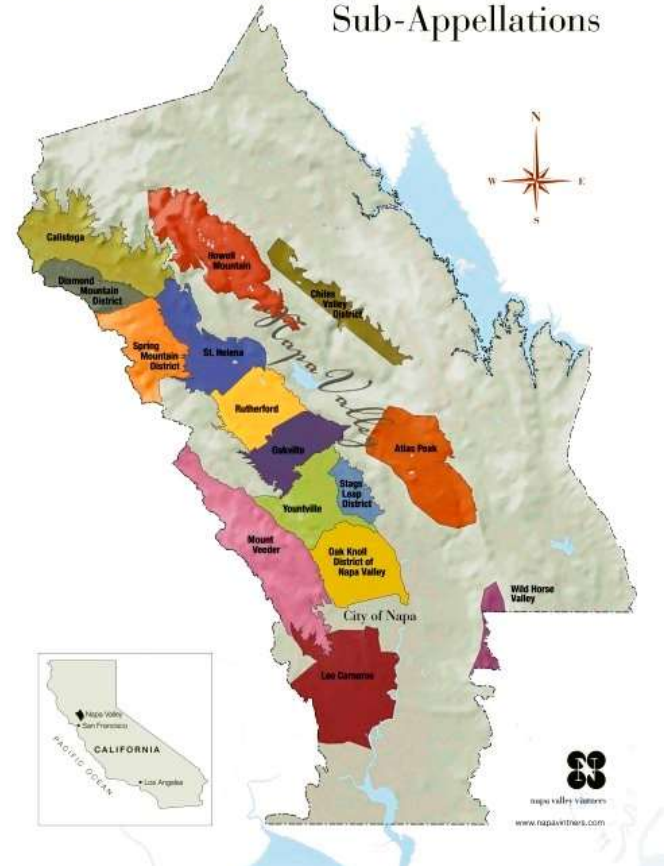 Sub-Appellations
N
W
E
S
Calistoga
Howell
Mountain
Diamond
Mountain
District
Chiles
Valley
District
Napa Valley
Spring
Mountain
District
St. Helena
Rutherford
Oakville
Atlas Peak
Stags
Leap
District
Yountville
Mount
Veeder
Oak Knoll
District of
Napa Valley
Wild Horse
Valley
City of Napa
Los Carneros
Napa Valley
San Francisco
CALIFORNIA
PACIFIC OCEAN
Los Angeles
napa valley vintners
www.napavintners.com